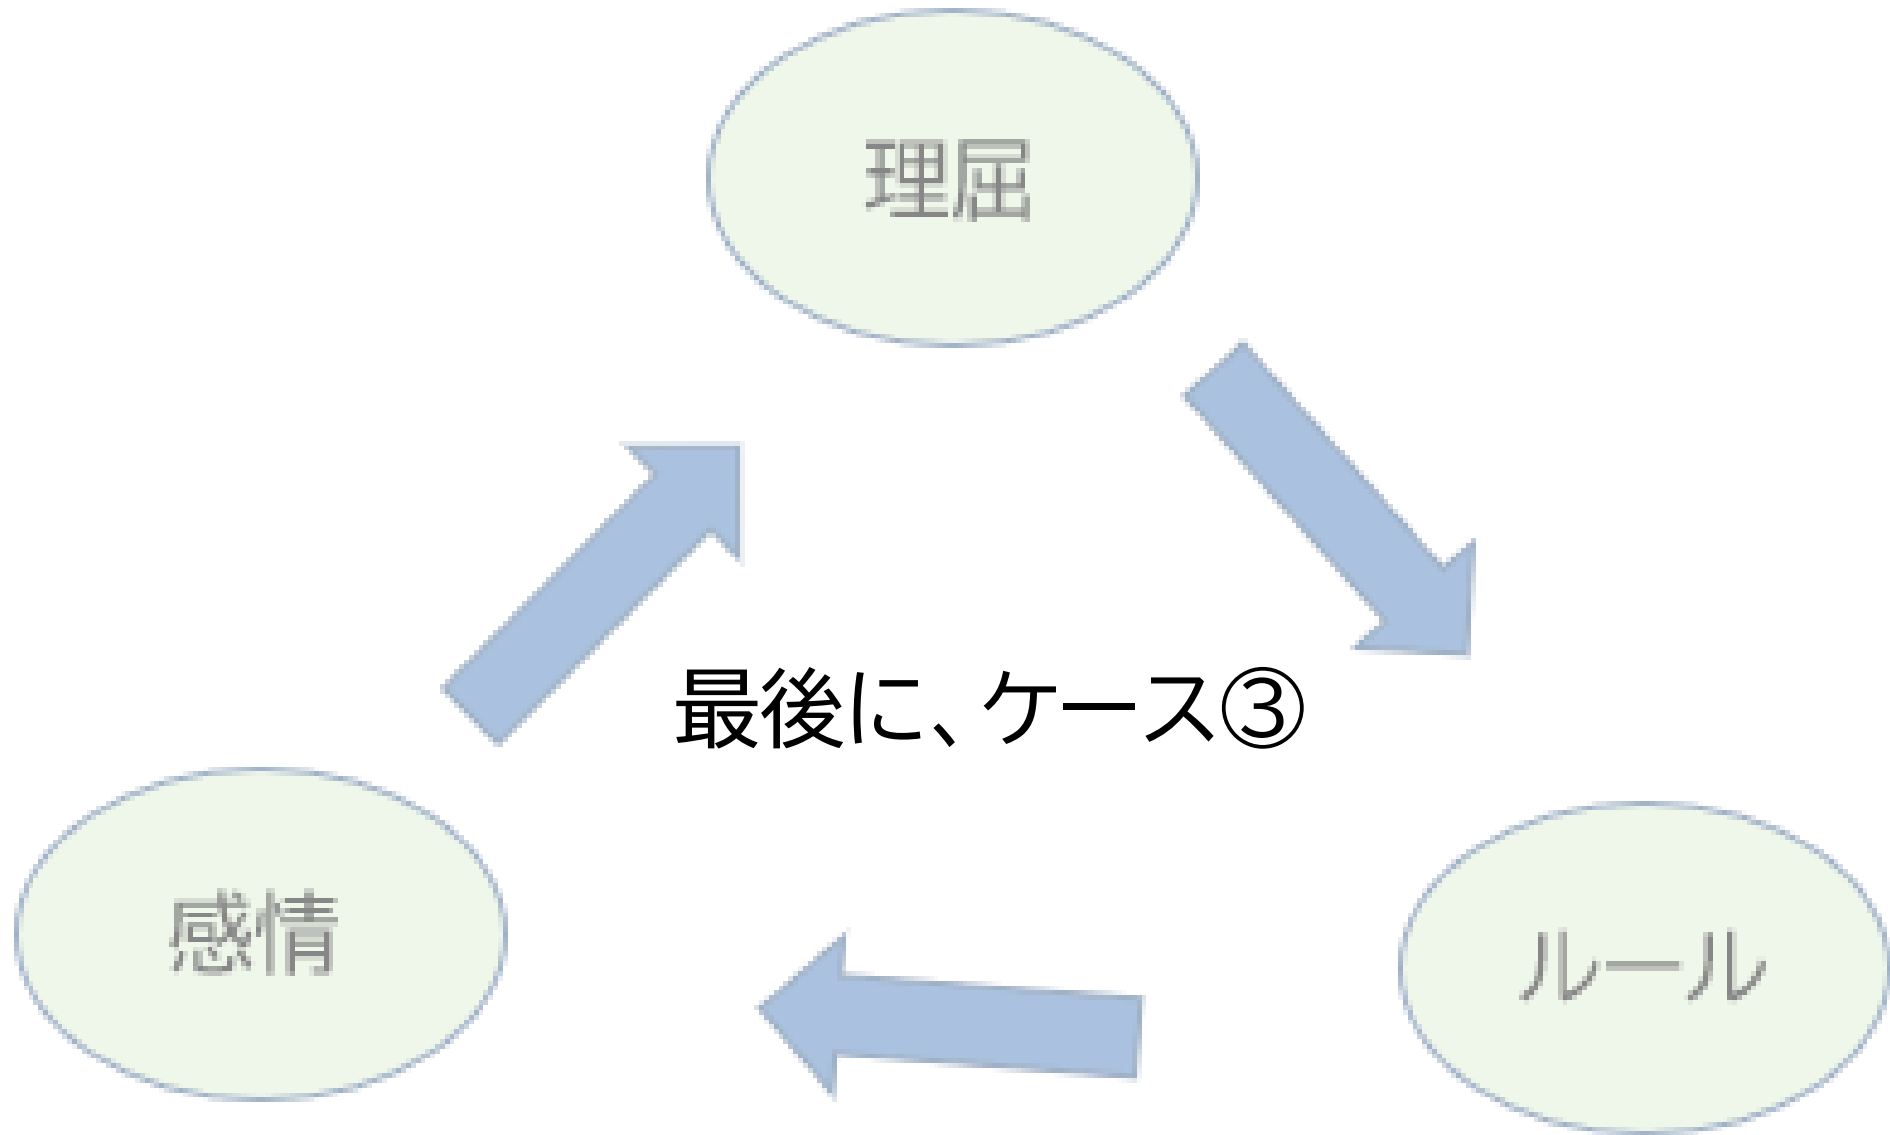 理屈
最後に、ケース③
感情
ルール